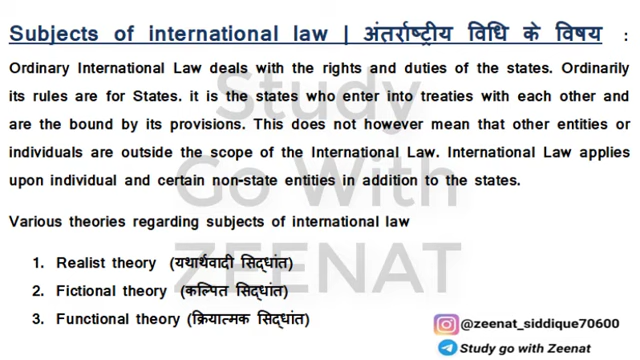 Subjects of international law | अंतर्राष्ट्रीय विधि के विषय :
Ordinary International Law deals with the rights and duties of the states. Ordinarily
its rules are for States. it is the states who enter into treaties with each other and
are the bound by its provisions. This does not however mean that other entities or
individuals are outside the scope of the International Law. International Law applies
upon individual and certain non-state entities in addition to the states.
Various theories regarding subjects of international law
1. Realist theory (यथार्थवादी सिद्धांत)
2. Fictional theory (कल्पित सिद्धांत)
3. Functional theory (क्रियात्मक सिद्धांत)
Study
Go With
ZEENAT
@zeenat_siddique70600
Study go with Zeenat